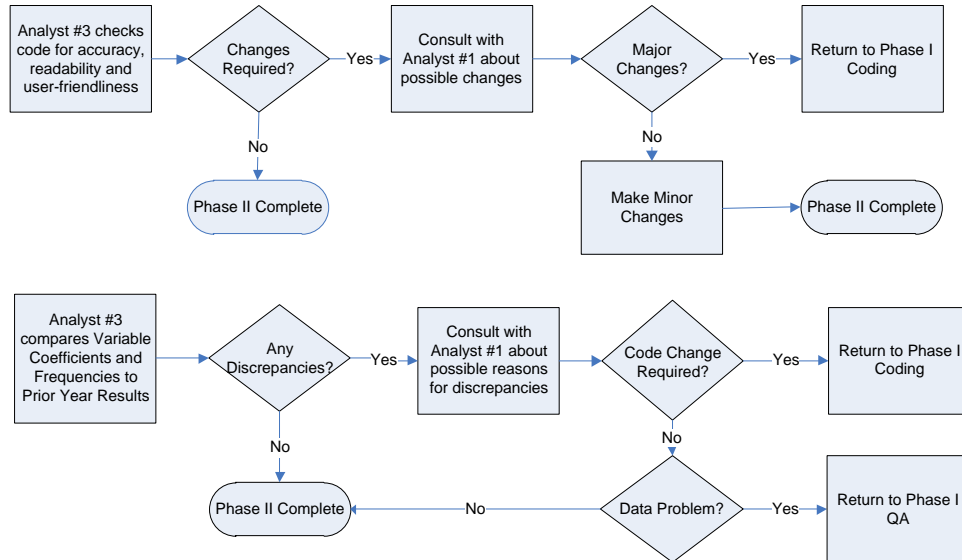 Analyst #3 checks
code for accuracy,
readability and
user-friendliness
Changes
Required?
Yes
Consult with
Analyst #1 about
possible changes
Major
Changes?
Yes
Return to Phase I
Coding
No
Phase II Complete
No
Make Minor
Changes
Phase II Complete
Analyst #3
compares Variable
Coefficients and
Frequencies to
Prior Year Results
Any
Discrepancies?
Yes
Consult with
Analyst #1 about
possible reasons
for discrepancies
Code Change
Required?
Yes
Return to Phase I
Coding
No
No
Phase II Complete
No
Data Problem?
Yes
Return to Phase I
QA